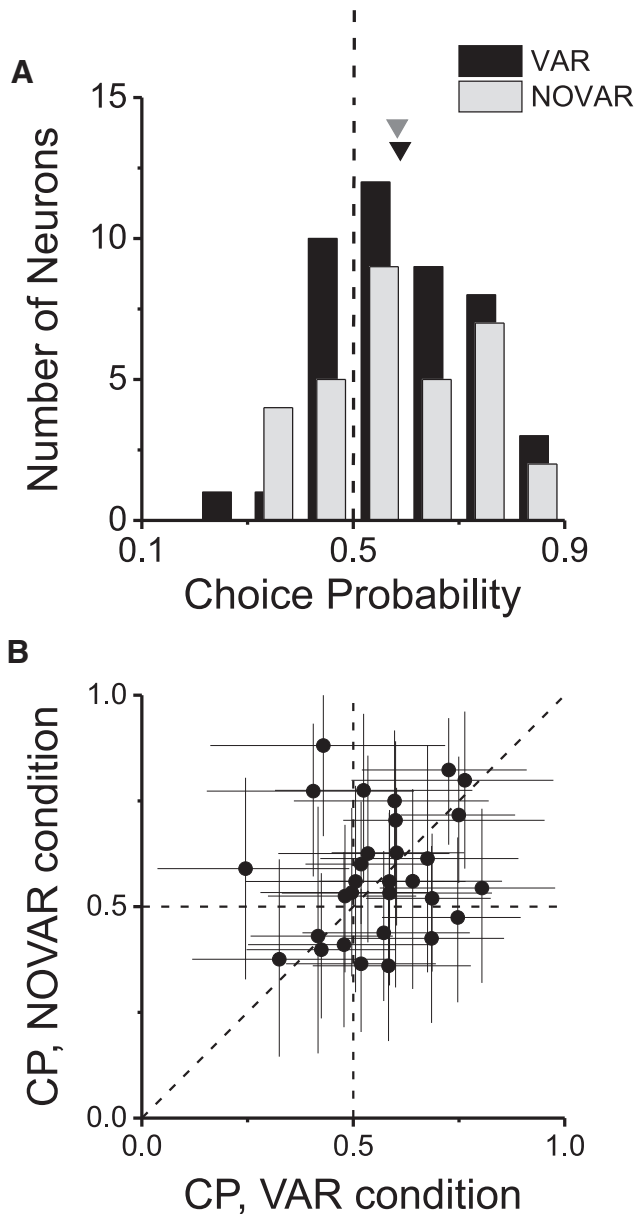 A
VAR
NOVAR
15
10
5
0
Number of Neurons
0.1
0.5
0.9
Choice Probability
B
1.0
0.5
0.0
CP, NOVAR condition
0.0
0.5
1.0
CP, VAR condition